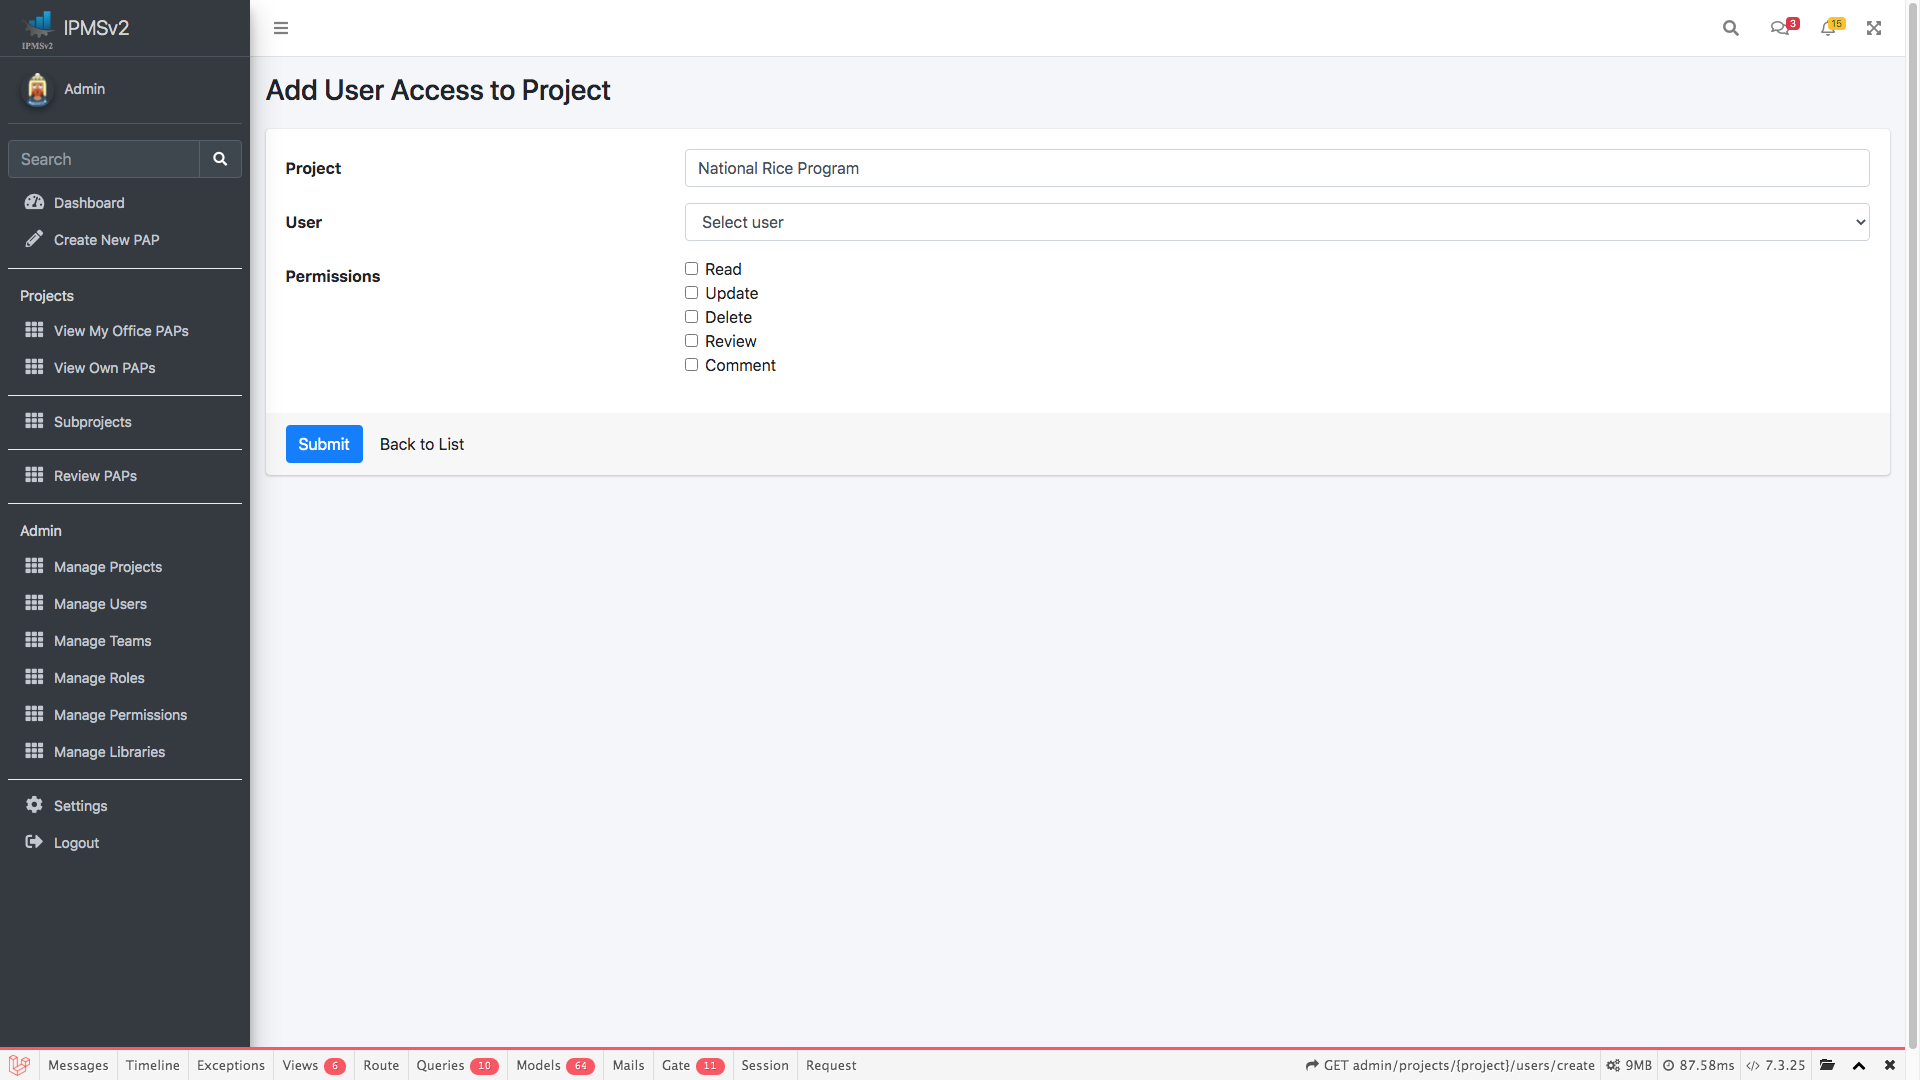 IPMSv2
IPMSv2
3
15
Admin
Add User Access to Project
Search
Dashboard
Create New PAP
Projects
View My Office PAPs
View Own PAPs
Subprojects
Review PAPs
Admin
Manage Projects
Manage Users
Manage Teams
Manage Roles
Manage Permissions
Manage Libraries
Settings
Logout
Project
National Rice Program
User
Select user
Permissions
Read
Update
Delete
Review
Comment
Submit Back to List
Messages Timeline Exceptions Views 6 Route Queries 10 Models 64 Mails Gate 11 Session Request GET admin/projects/{project}/users/create 9MB 87.58ms 7.3.25